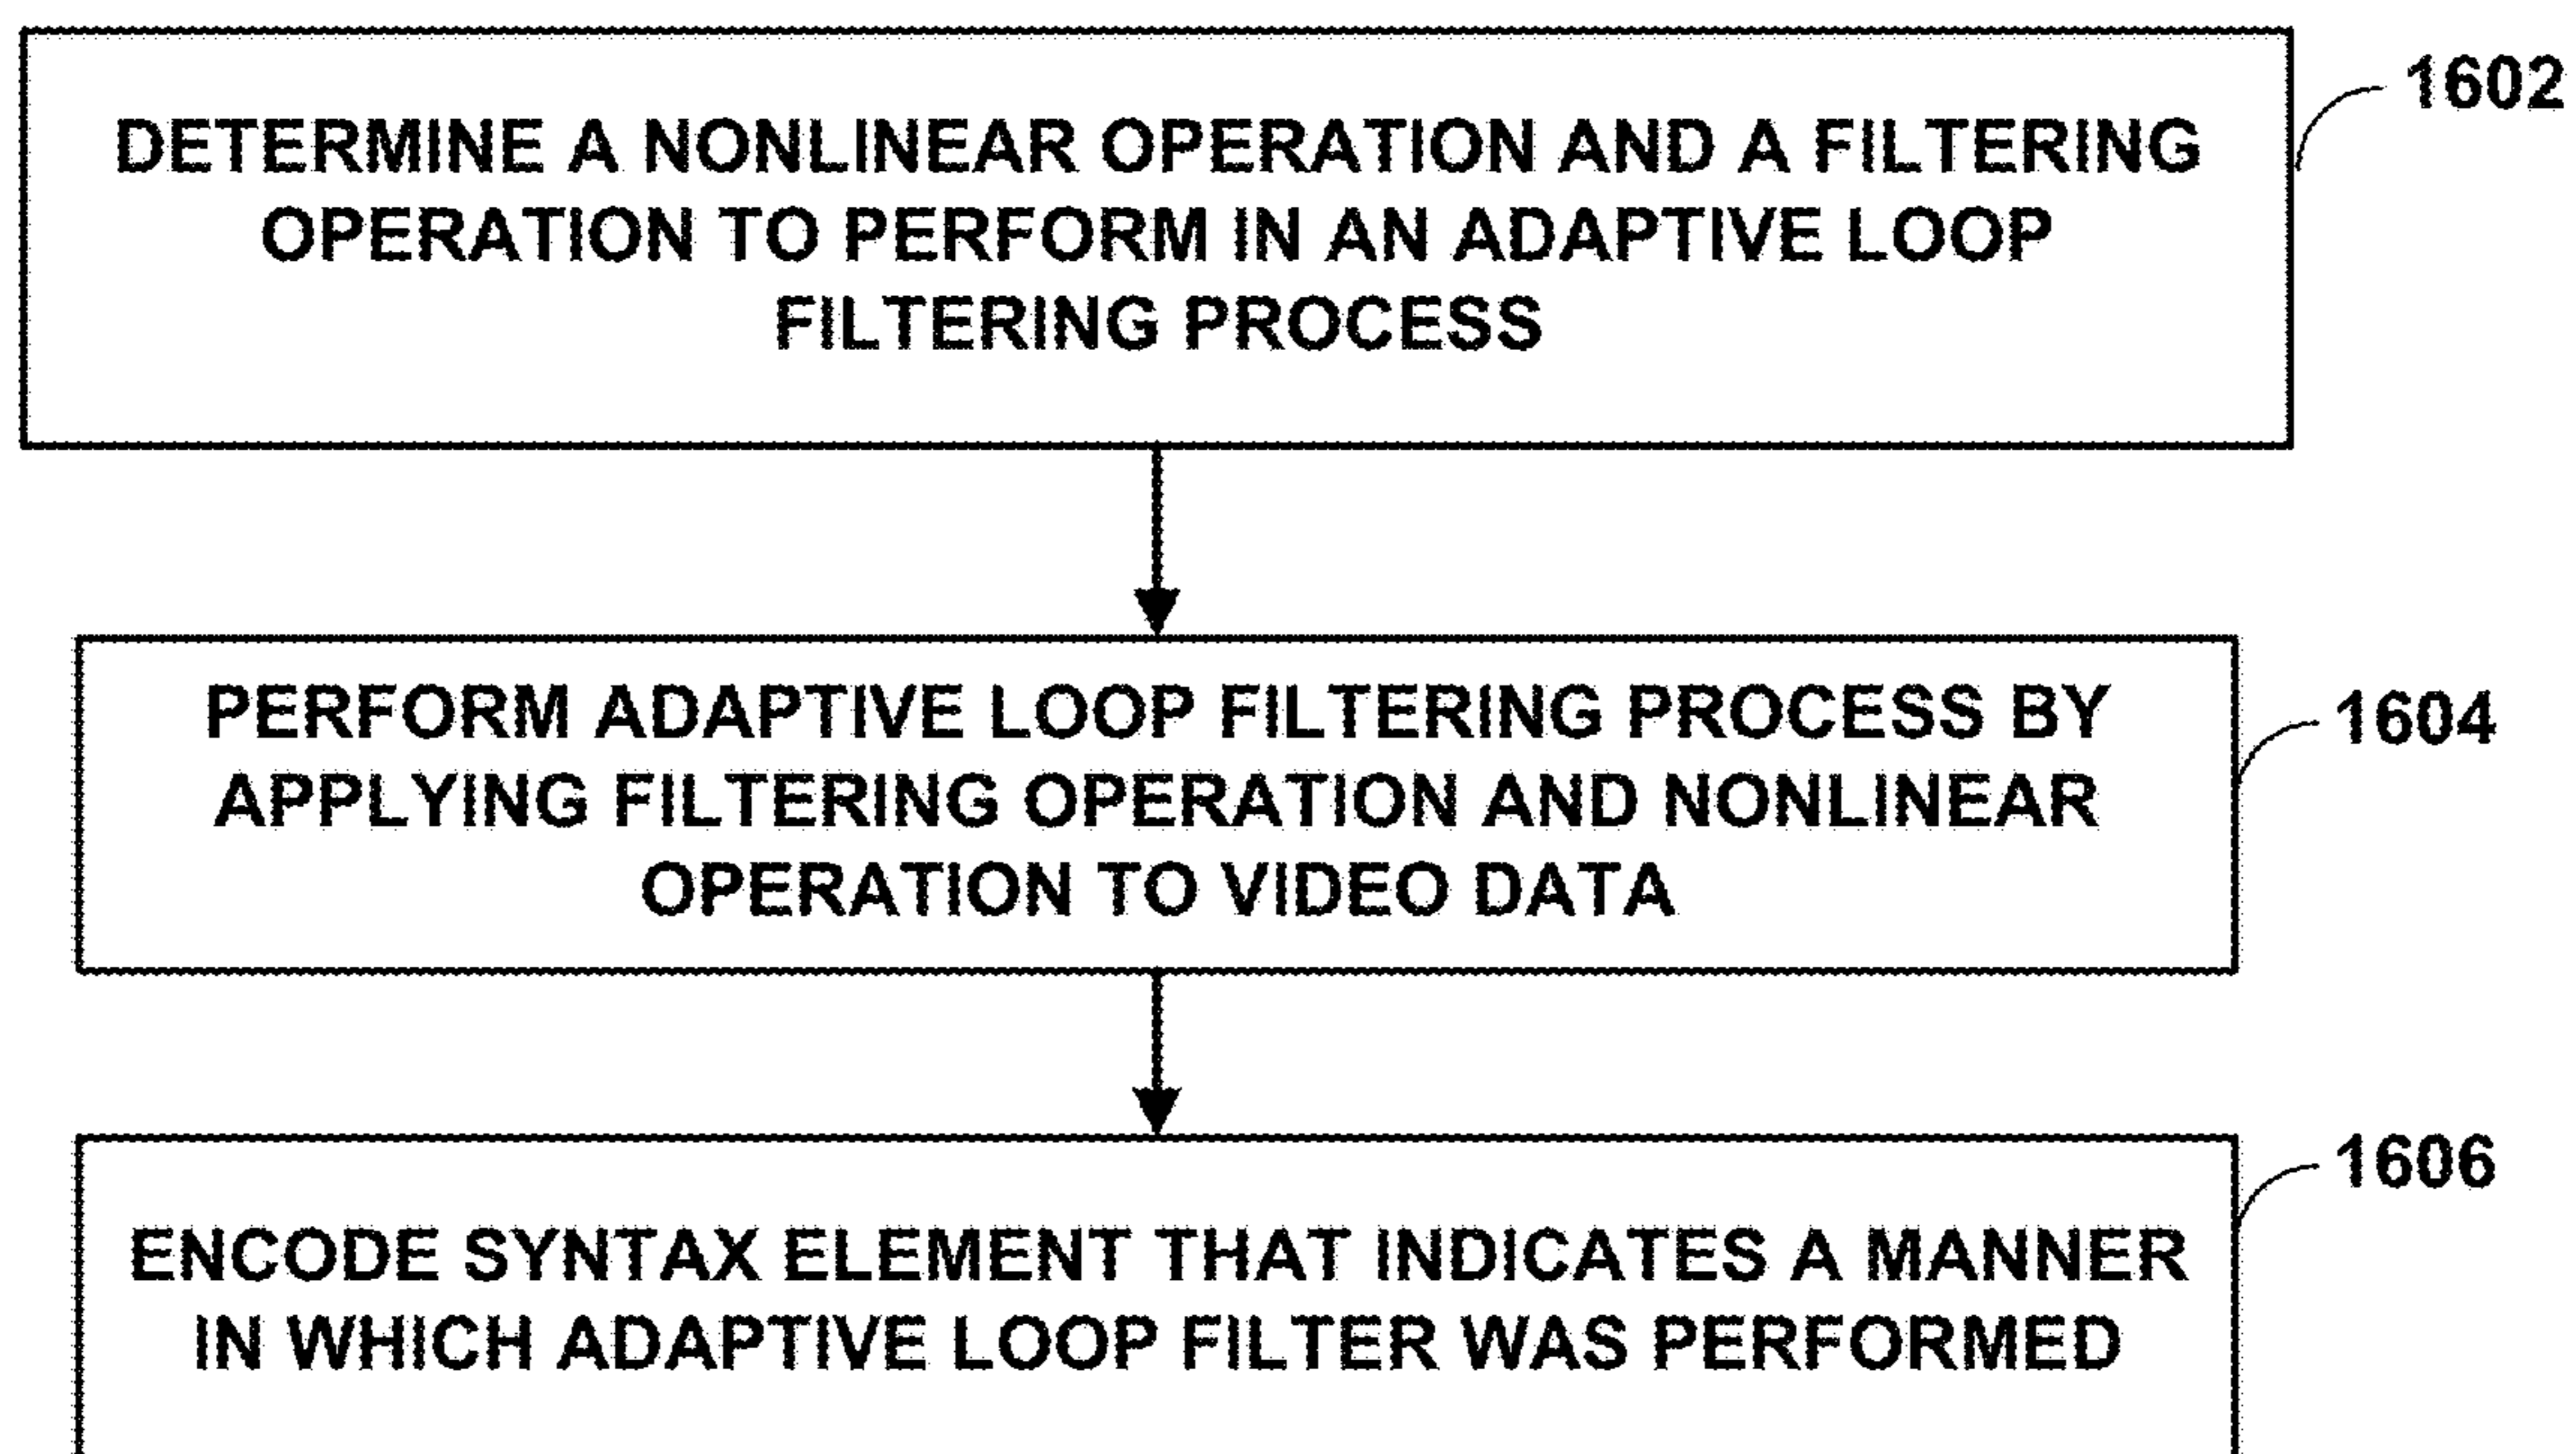 DETERMINE A NONLINEAR OPERATION AND A FILTERING
OPERATION TO PERFORM IN AN ADAPTIVE LOOP
FILTERING PROCESS
1602
PERFORM ADAPTIVE LOOP FILTERING PROCESS BY
APPLYING FILTERING OPERATION AND NONLINEAR
OPERATION TO VIDEO DATA
1604
ENCODE SYNTAX ELEMENT THAT INDICATES A MANNER
IN WHICH ADAPTIVE LOOP FILTER WAS PERFORMED
1606